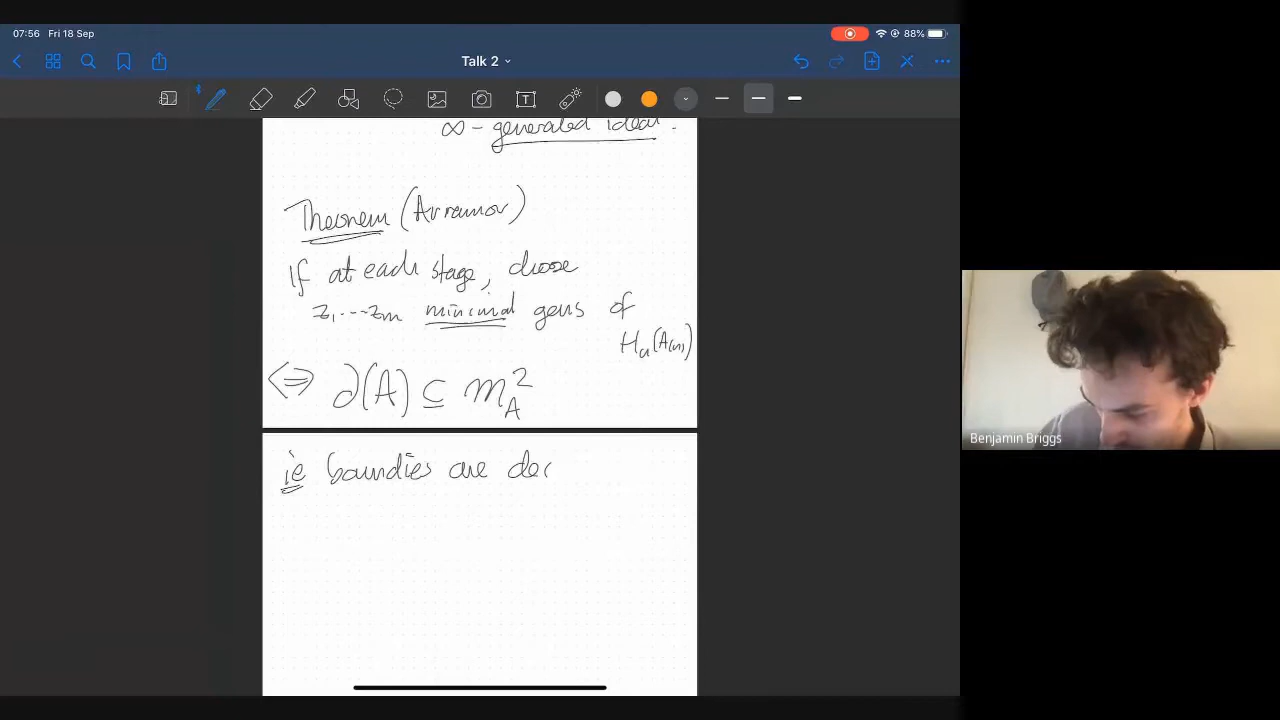 07:56 Fri 18 Sep
88%
Talk 2
∞ - generated ideal.
Theorem (Avramov)
If at each stage, choose
z₁ ... zₘ minimal gens of
Hₙ(A₍ₙ₎)
⇔ ∂(A) ⊆ m_A²
ie boundies are dec
Benjamin Briggs